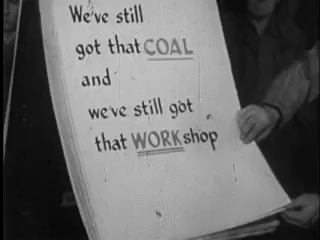 We've still
got that COAL
and
we've still got
that WORKshop